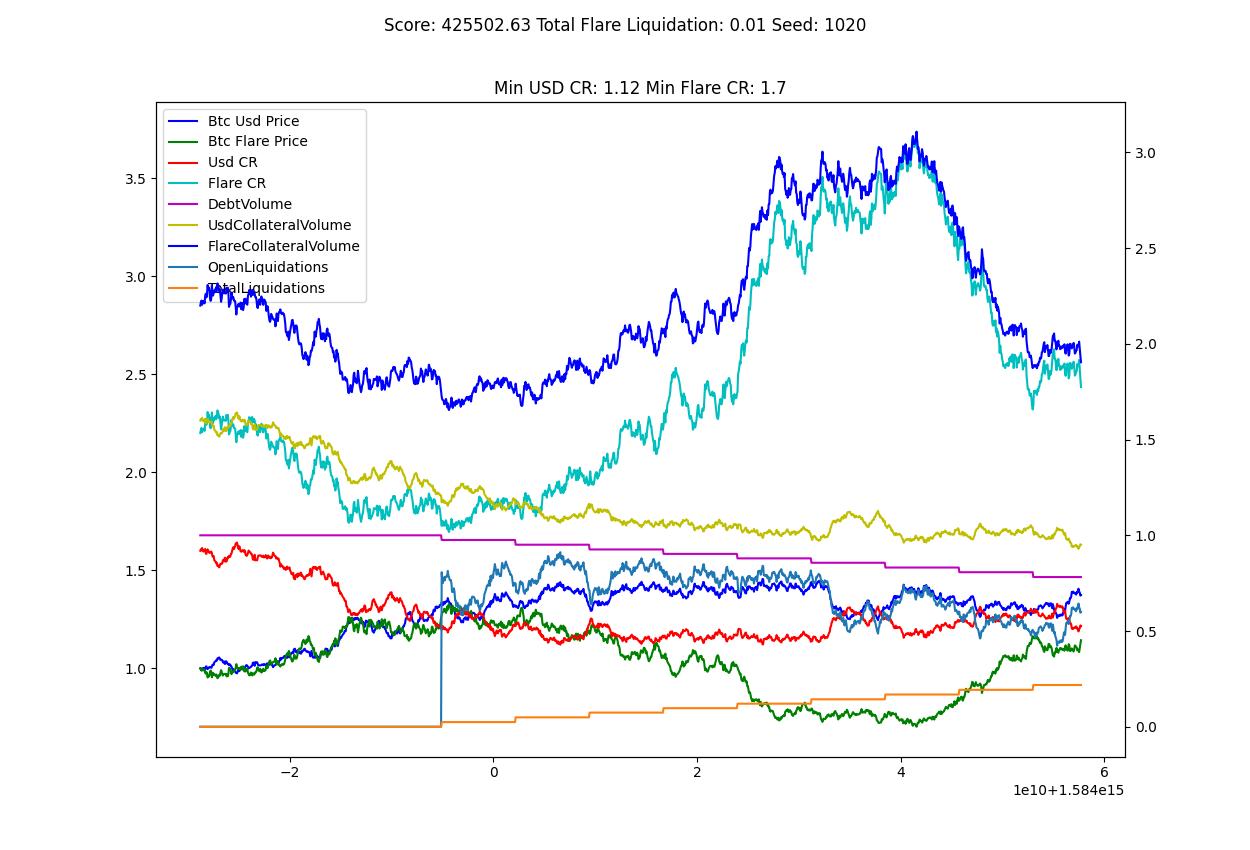 Score: 425502.63 Total Flare Liquidation: 0.01 Seed: 1020
Min USD CR: 1.12 Min Flare CR: 1.7
Btc Usd Price
Btc Flare Price
Usd CR
Flare CR
DebtVolume
UsdCollateralVolume
FlareCollateralVolume
OpenLiquidations
TotalLiquidations
3.5
3.0
2.5
2.0
1.5
1.0
3.0
2.5
2.0
1.5
1.0
0.5
0.0
−2
0
2
4
6
1e10+1.584e15